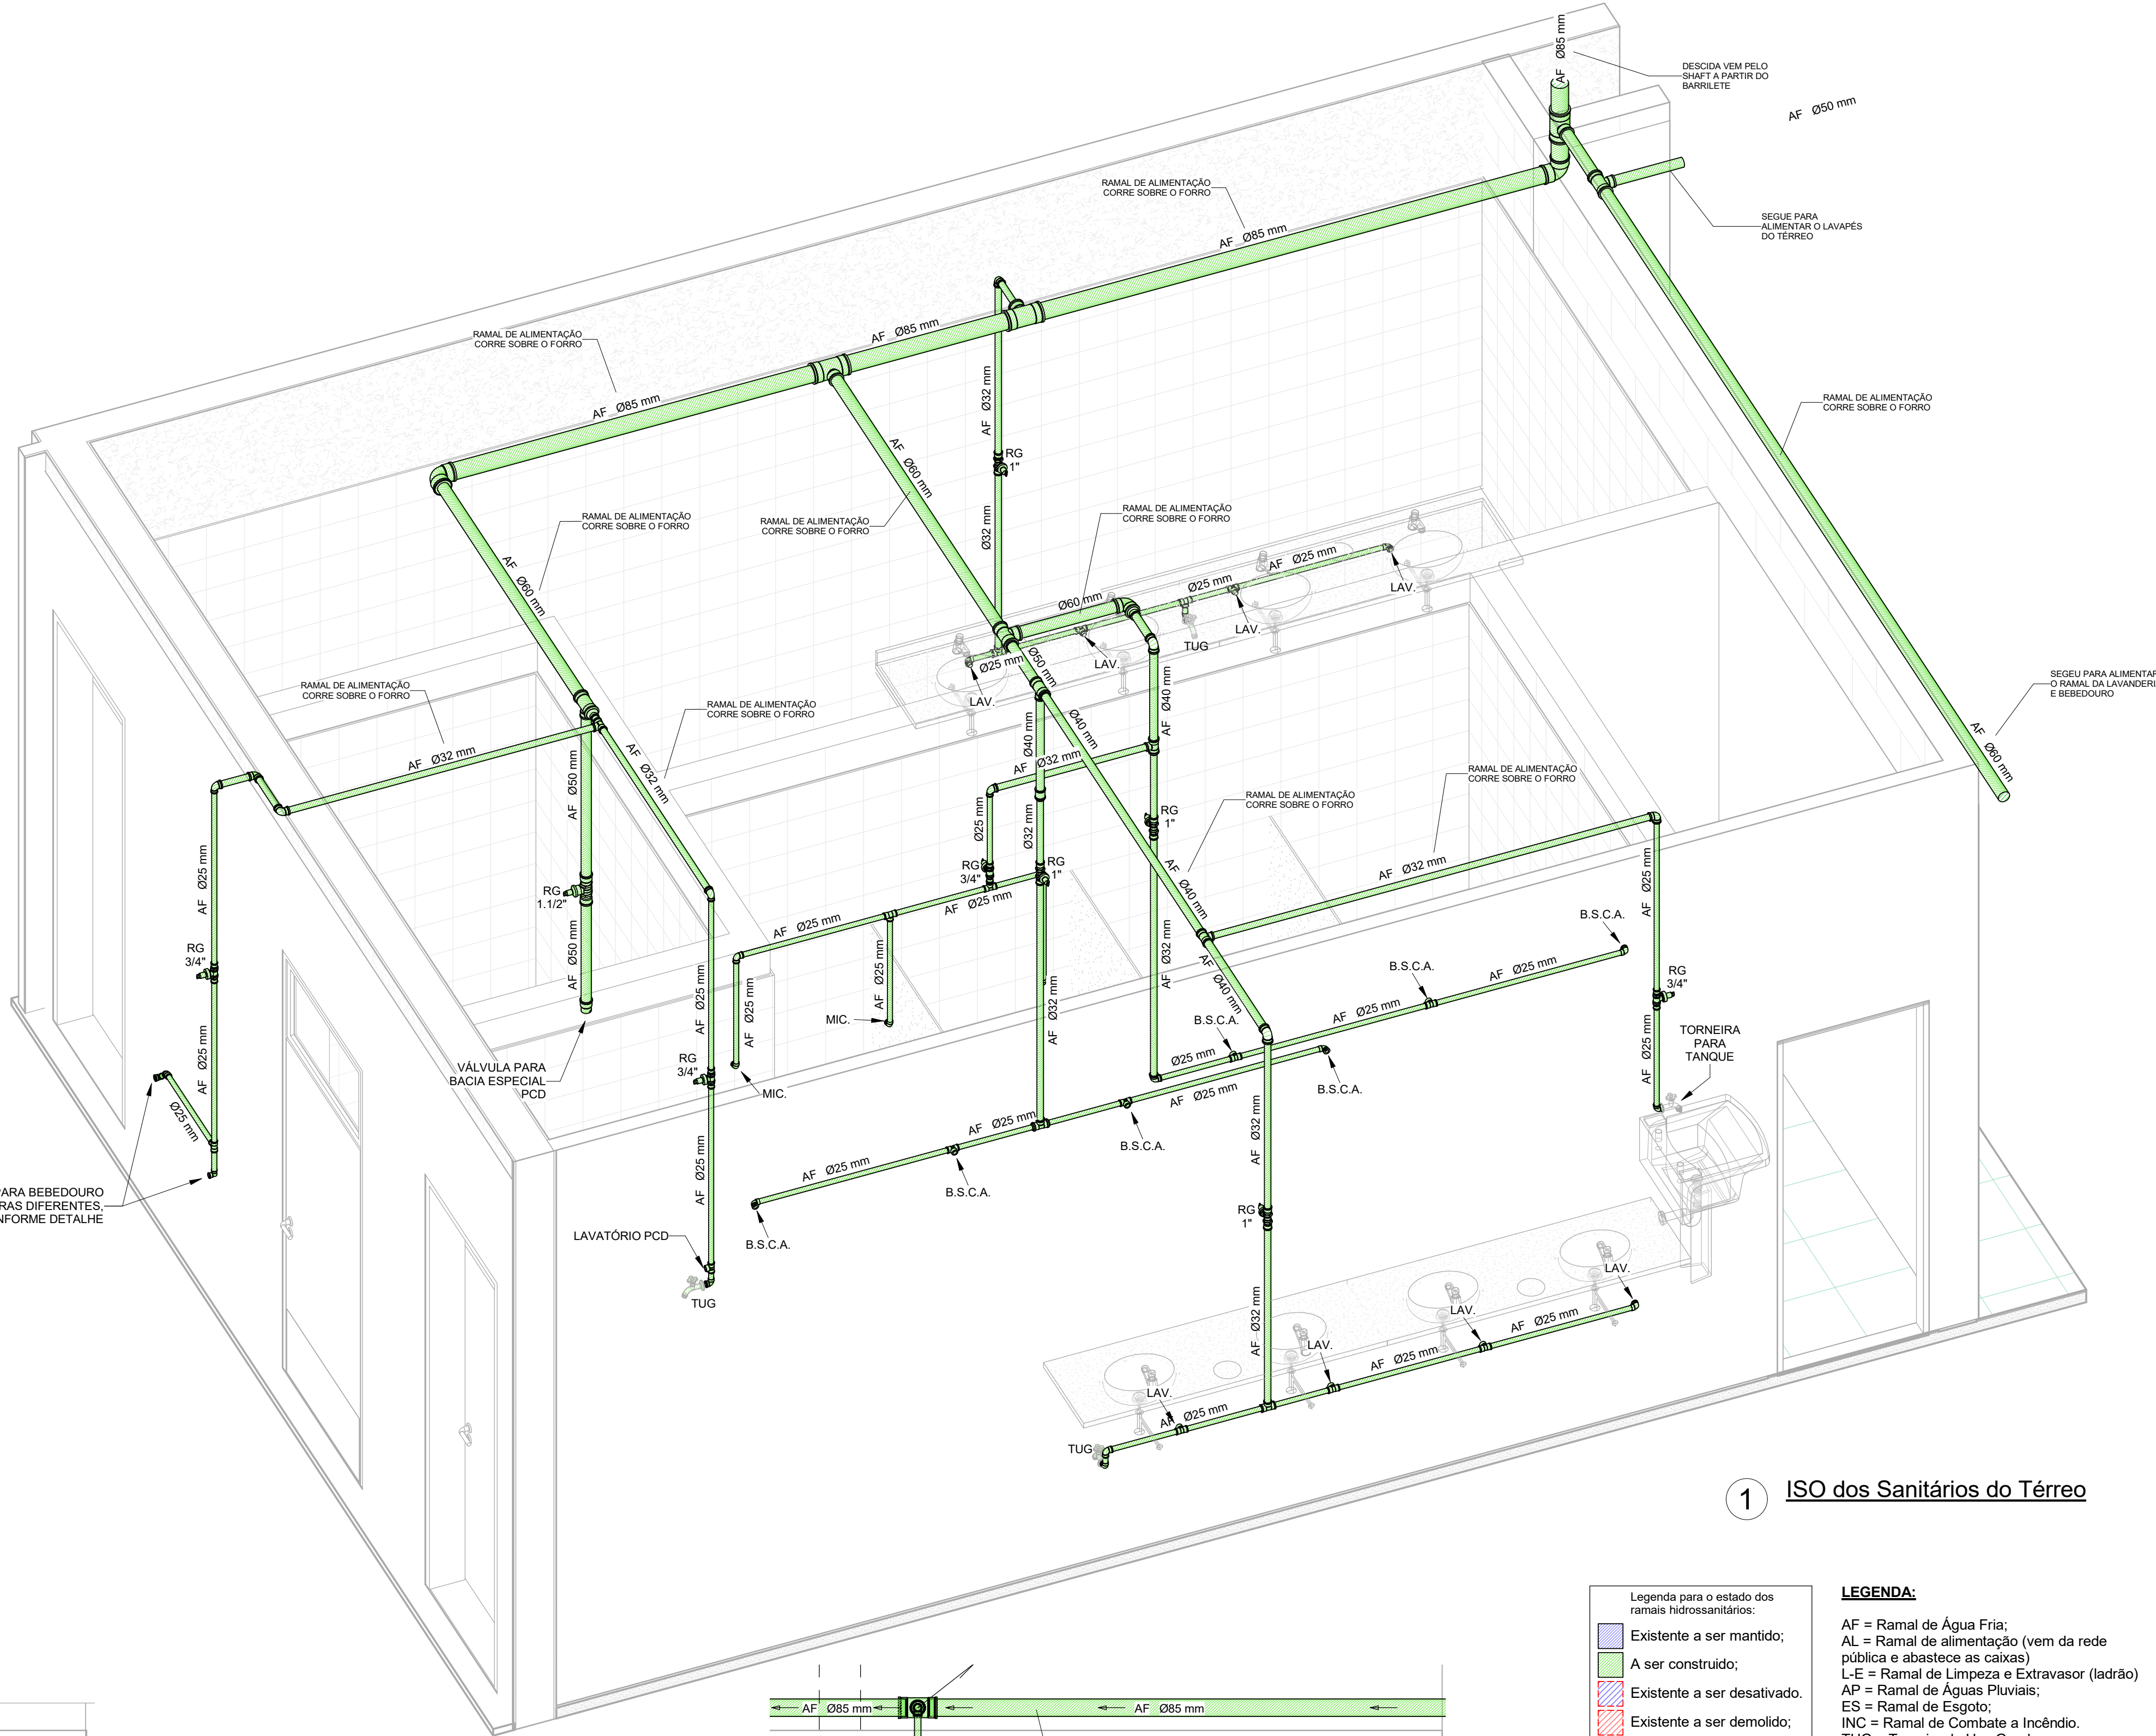 AF Ø85 mm
DESCIDA VEM PELO
SHAFT A PARTIR DO
BARRILETE
AF Ø50 mm
RAMAL DE ALIMENTAÇÃO
CORRE SOBRE O FORRO
AF Ø85 mm
SEGUE PARA
ALIMENTAR O LAVAPÉS
DO TÉRREO
RAMAL DE ALIMENTAÇÃO
CORRE SOBRE O FORRO
AF Ø85 mm
AF Ø85 mm
AF Ø32 mm
RAMAL DE ALIMENTAÇÃO
CORRE SOBRE O FORRO
AF Ø60 mm
RG
1"
RAMAL DE ALIMENTAÇÃO
CORRE SOBRE O FORRO
RAMAL DE ALIMENTAÇÃO
CORRE SOBRE O FORRO
RAMAL DE ALIMENTAÇÃO
CORRE SOBRE O FORRO
Ø32 mm
AF Ø60 mm
AF Ø25 mm
Ø25 mm
Ø60 mm
LAV.
LAV.
TUG
LAV.
Ø25 mm
LAV.
Ø50 mm
RAMAL DE ALIMENTAÇÃO
CORRE SOBRE O FORRO
RAMAL DE ALIMENTAÇÃO
CORRE SOBRE O FORRO
SEGEU PARA ALIMENTAR
O RAMAL DA LAVANDERI
E BEBEDOURO
AF Ø60 mm
AF Ø32 mm
AF Ø50 mm
AF Ø32 mm
Ø40 mm
Ø40 mm
AF Ø40 mm
AF Ø32 mm
RAMAL DE ALIMENTAÇÃO
CORRE SOBRE O FORRO
RAMAL DE ALIMENTAÇÃO
CORRE SOBRE O FORRO
Ø25 mm
Ø32 mm
RG
1"
AF Ø25 mm
RG
3/4"
RG
1"
AF Ø40 mm
AF Ø32 mm
AF Ø25 mm
RG
1.1/2"
AF Ø25 mm
AF Ø25 mm
B.S.C.A.
RG
3/4"
AF Ø50 mm
AF Ø25 mm
AF Ø25 mm
AF Ø32 mm
AF Ø40 mm
B.S.C.A.
AF Ø25 mm
RG
3/4"
AF Ø25 mm
MIC.
AF Ø25 mm
AF Ø32 mm
B.S.C.A.
AF Ø25 mm
Ø25 mm
AF Ø25 mm
TORNEIRA
PARA
TANQUE
VÁLVULA PARA
BACIA ESPECIAL
PCD
RG
3/4"
MIC.
AF Ø25 mm
B.S.C.A.
Ø25 mm
AF Ø25 mm
B.S.C.A.
AF Ø32 mm
AF Ø25 mm
AF Ø25 mm
B.S.C.A.
PARA BEBEDOURO
RAS DIFERENTES,
NFORME DETALHE
LAVATÓRIO PCD
B.S.C.A.
RG
1"
TUG
LAV.
LAV.
AF Ø32 mm
AF Ø25 mm
LAV.
AF Ø25 mm
LAV.
AF Ø25 mm
TUG
1
ISO dos Sanitários do Térreo
Legenda para o estado dos
ramais hidrossanitários:
Existente a ser mantido;
A ser construido;
Existente a ser desativado.
Existente a ser demolido;
LEGENDA:
AF = Ramal de Água Fria;
AL = Ramal de alimentação (vem da rede
pública e abastece as caixas)
L-E = Ramal de Limpeza e Extravasor (ladrão)
AP = Ramal de Águas Pluviais;
ES = Ramal de Esgoto;
INC = Ramal de Combate a Incêndio.
AF Ø85 mm
AF Ø85 mm